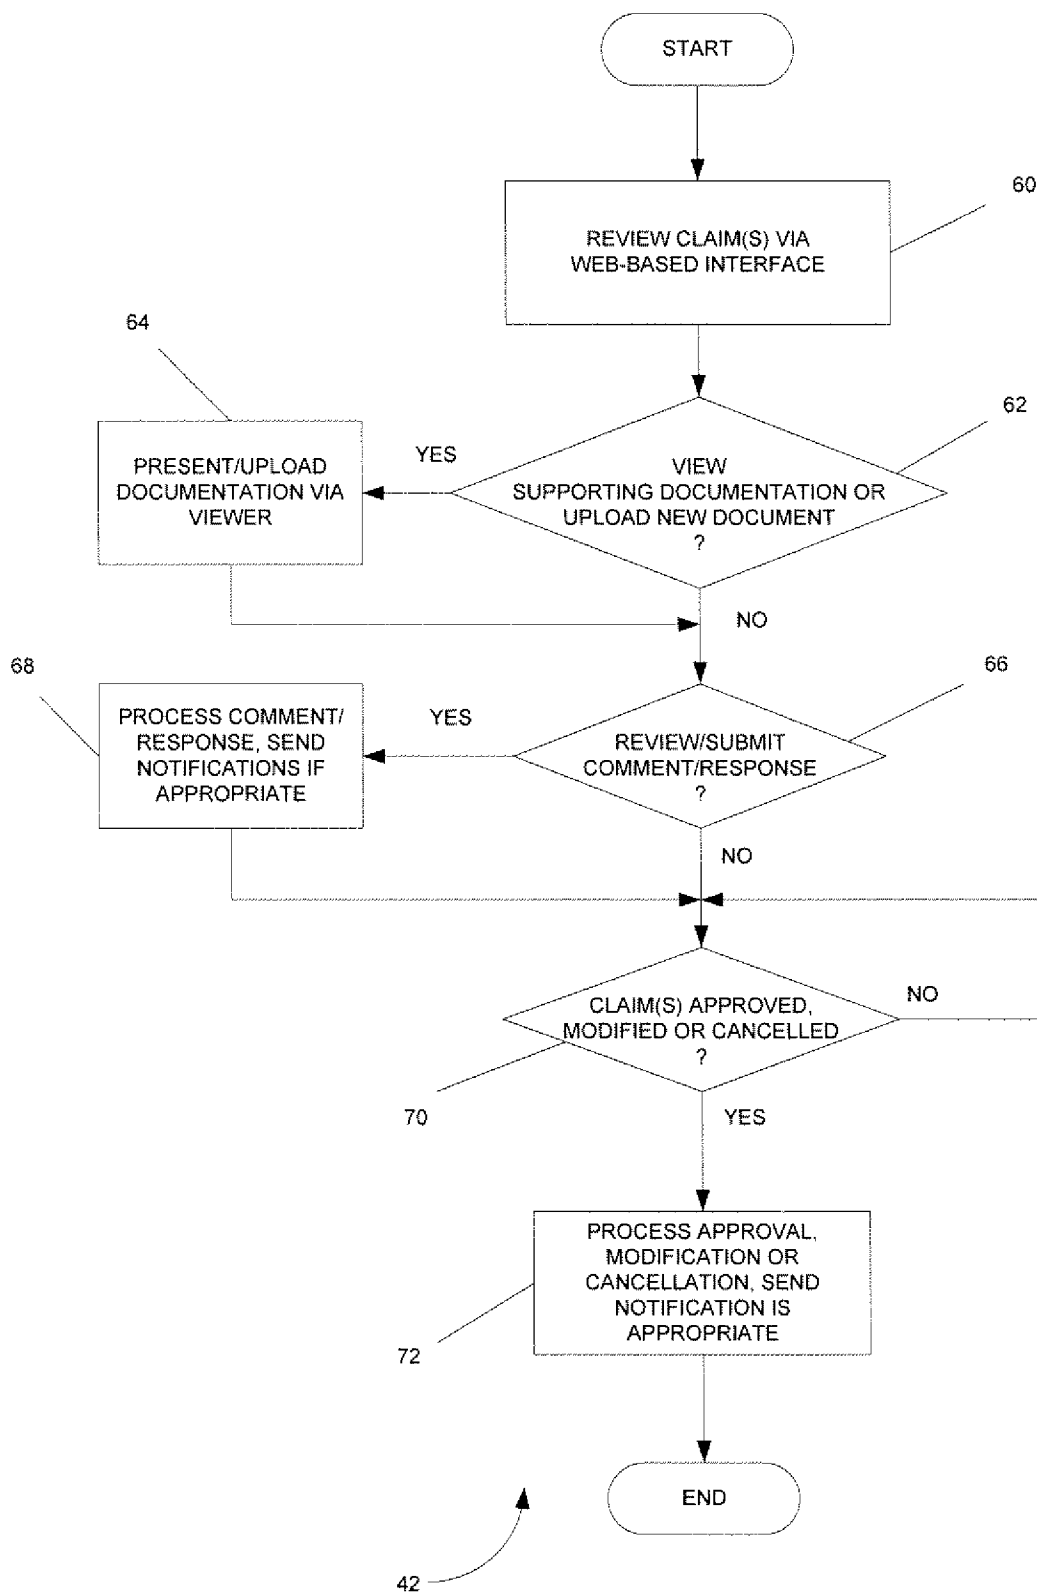 START
60
REVIEW CLAIM(S) VIA
WEB-BASED INTERFACE
64
62
YES
PRESENT/UPLOAD
DOCUMENTATION VIA
VIEWER
VIEW
SUPPORTING DOCUMENTATION OR
UPLOAD NEW DOCUMENT
?
NO
68
66
YES
PROCESS COMMENT/
RESPONSE, SEND
NOTIFICATIONS IF
APPROPRIATE
REVIEW/SUBMIT
COMMENT/RESPONSE
?
NO
NO
CLAIM(S) APPROVED,
MODIFIED OR CANCELLED
?
70
YES
PROCESS APPROVAL,
MODIFICATION OR
CANCELLATION, SEND
NOTIFICATION IS
APPROPRIATE
72
END
42